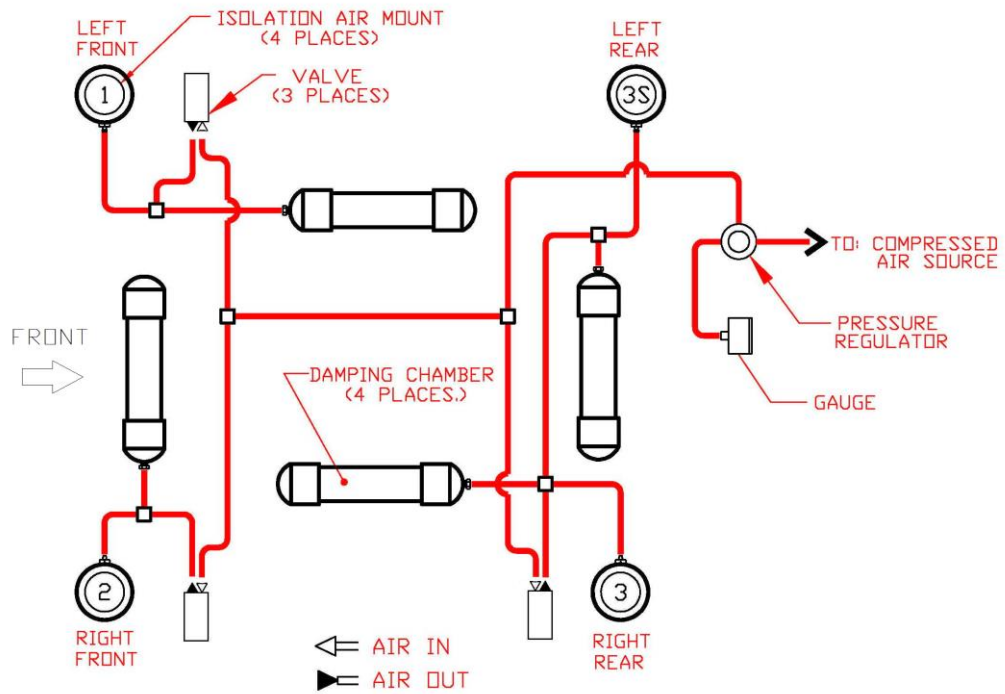 ISOLATION AIR MOUNT
(4 PLACES)
LEFT
FRONT
VALVE
(3 PLACES)
LEFT
REAR
1
3S
TO: COMPRESSED
AIR SOURCE
PRESSURE
REGULATOR
FRONT
DAMPING CHAMBER
(4 PLACES.)
GAUGE
2
3
RIGHT
FRONT
RIGHT
REAR
AIR IN
AIR OUT